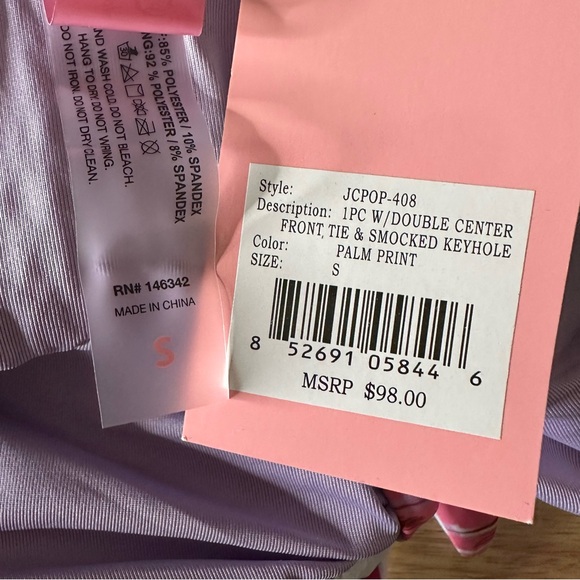 :85% POLYESTER / 10% SPANDEX
NG:92 % POLYESTER / 8% SPANDEX
ND WASH COLD. DO NOT BLEACH.
HANG TO DRY. DO NOT WRING.
DO NOT IRON. DO NOT DRY CLEAN.
RN# 146342
MADE IN CHINA
S
Style: JCPOP-408
Description: 1PC W/DOUBLE CENTER
FRONT, TIE & SMOCKED KEYHOLE
Color: PALM PRINT
SIZE: S
8 52691 05844 6
MSRP $98.00